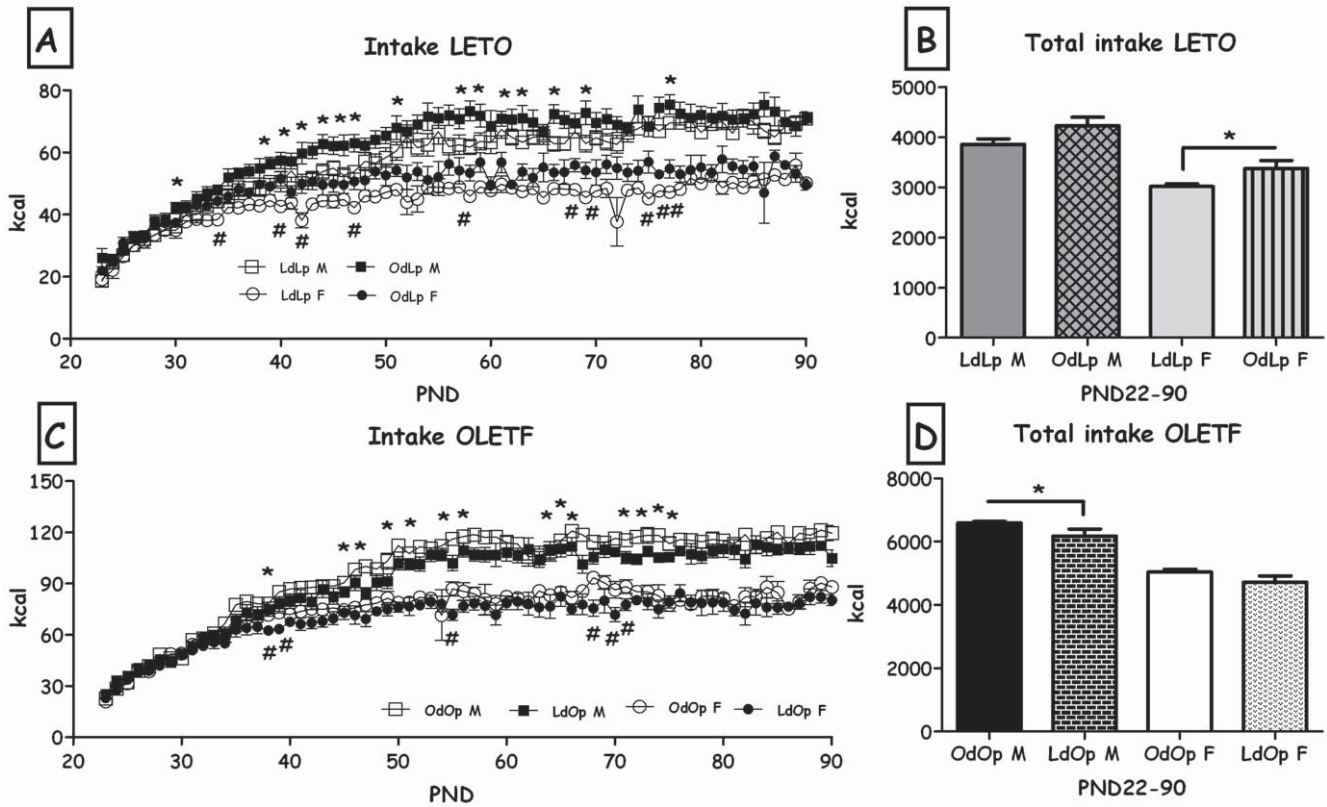 A
Intake LETO
kcal
80
60
40
20
0
* * * * * * * * * * * * * * *
# # # # # # # # # #
LdLp M OdLp M
LdLp F OdLp F
20 30 40 50 60 70 80 90
PND
B
Total intake LETO
kcal
5000
4000
3000
2000
1000
0
*
LdLp M OdLp M LdLp F OdLp F
PND22-90
C
Intake OLETF
kcal
150
120
90
60
30
0
* * * * * * * * * * * * * *
# # # # # #
OdOp M LdOp M OdOp F LdOp F
20 30 40 50 60 70 80 90
PND
D
Total intake OLETF
kcal
8000
6000
4000
2000
0
*
OdOp M LdOp M OdOp F LdOp F
PND22-90